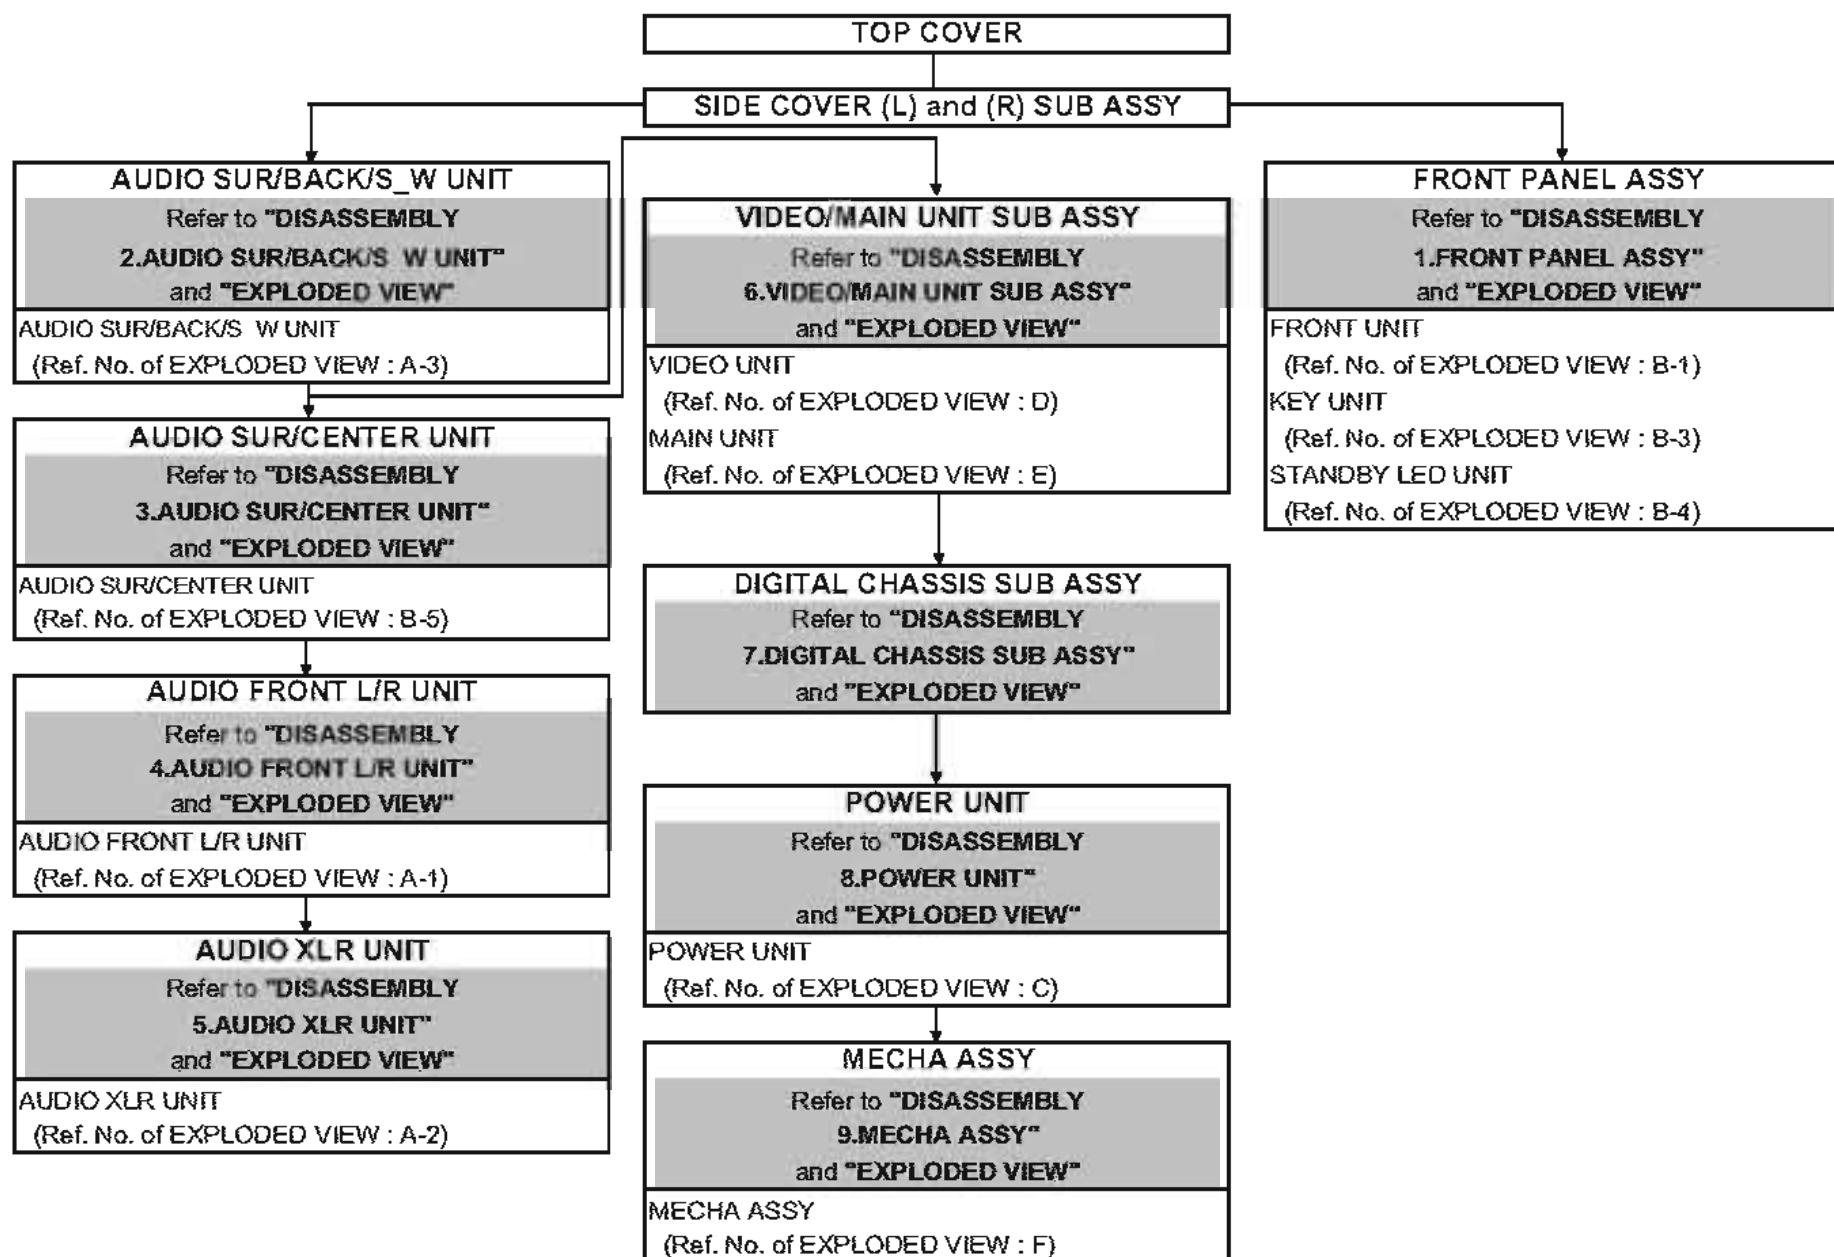 TOP COVER
SIDE COVER (L) and (R) SUB ASSY
AUDIO SUR/BACK/S_W UNIT
Refer to "DISASSEMBLY
2.AUDIO SUR/BACK/S W UNIT"
and "EXPLODED VIEW"
AUDIO SUR/BACK/S W UNIT
(Ref. No. of EXPLODED VIEW : A-3)
AUDIO SUR/CENTER UNIT
Refer to "DISASSEMBLY
3.AUDIO SUR/CENTER UNIT"
and "EXPLODED VIEW"
AUDIO SUR/CENTER UNIT
(Ref. No. of EXPLODED VIEW : B-5)
AUDIO FRONT L/R UNIT
Refer to "DISASSEMBLY
4.AUDIO FRONT L/R UNIT"
and "EXPLODED VIEW"
AUDIO FRONT L/R UNIT
(Ref. No. of EXPLODED VIEW : A-1)
AUDIO XLR UNIT
Refer to "DISASSEMBLY
5.AUDIO XLR UNIT"
and "EXPLODED VIEW"
AUDIO XLR UNIT
(Ref. No. of EXPLODED VIEW : A-2)
VIDEO/MAIN UNIT SUB ASSY
Refer to "DISASSEMBLY
6.VIDEO/MAIN UNIT SUB ASSY"
and "EXPLODED VIEW"
VIDEO UNIT
(Ref. No. of EXPLODED VIEW : D)
MAIN UNIT
(Ref. No. of EXPLODED VIEW : E)
DIGITAL CHASSIS SUB ASSY
Refer to "DISASSEMBLY
7.DIGITAL CHASSIS SUB ASSY"
and "EXPLODED VIEW"
POWER UNIT
Refer to "DISASSEMBLY
8.POWER UNIT"
and "EXPLODED VIEW"
POWER UNIT
(Ref. No. of EXPLODED VIEW : C)
MECHA ASSY
Refer to "DISASSEMBLY
9.MECHA ASSY"
and "EXPLODED VIEW"
MECHA ASSY
(Ref. No. of EXPLODED VIEW : F)
FRONT PANEL ASSY
Refer to "DISASSEMBLY
1.FRONT PANEL ASSY"
and "EXPLODED VIEW"
FRONT UNIT
(Ref. No. of EXPLODED VIEW : B-1)
KEY UNIT
(Ref. No. of EXPLODED VIEW : B-3)
STANDBY LED UNIT
(Ref. No. of EXPLODED VIEW : B-4)